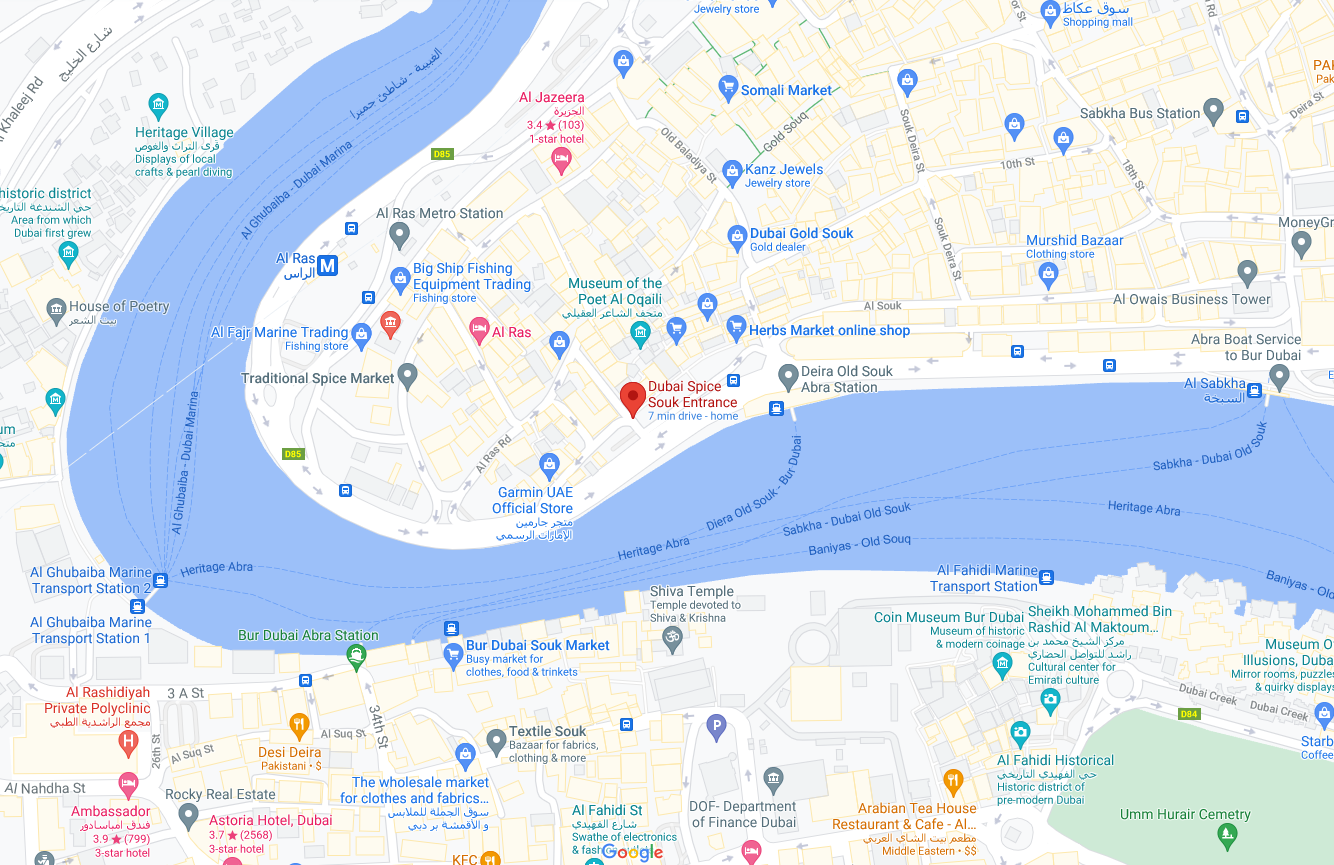 Jewelry store
سوق عكاظ
Shopping mall
شارع الخليج
Al Khaleej Rd
الغبيبة - شاطئ جميرا
Somali Market
Al Jazeera
الجزيرة
3.4 ★ (103)
1-star hotel
Sabkha Bus Station
Deira St
Heritage Village
قرى التراث والغوص
Displays of local
crafts & pearl diving
Old Baladiya St
Gold Souq
Souk Deira St
10th St
18th St
D85
Al Ghubaiba - Dubai Marina
Kanz Jewels
Jewelry store
historic district
Area from which
Dubai first grew
Al Ras Metro Station
Dubai Gold Souk
Gold dealer
Souk Deira St
Murshid Bazaar
Clothing store
Al Ras
الراس
M
Big Ship Fishing
Equipment Trading
Fishing store
Museum of the
Poet Al Oqaili
متحف الشاعر العقيلي
Al Owais Business Tower
House of Poetry
بيت الشعر
Al Souk
Al Fajr Marine Trading
Fishing store
Al Ras
Herbs Market online shop
Abra Boat Service
to Bur Dubai
Traditional Spice Market
Deira Old Souk
Abra Station
Dubai Spice
Souk Entrance
7 min drive - home
Al Sabkha
السبخة
Al Ghubaiba - Dubai Marina
Al Ras Rd
D85
Diera Old Souk - Bur Dubai
Sabkha - Dubai Old Souk
Garmin UAE
Official Store
متجر جارمين
الإمارات الرسمي
Sabkha - Dubai Old Souk
Heritage Abra
Heritage Abra
Baniyas - Old Souq
Heritage Abra
Al Ghubaiba Marine
Transport Station 2
Al Fahidi Marine
Transport Station
Baniyas - Old
Al Ghubaiba Marine
Transport Station 1
Shiva Temple
Temple devoted to
Shiva & Krishna
Coin Museum Bur Dubai
Museum of historic
& modern coinage
Sheikh Mohammed Bin
Rashid Al Maktoum...
مركز الشيخ محمد بن
راشد للتواصل الحضاري
Cultural center for
Emirati culture
Bur Dubai Abra Station
Bur Dubai Souk Market
Busy market for
clothes, food & trinkets
Museum O
Illusions, Duba
Mirror rooms, puzzles
& quirky displays
Al Rashidiyah
Private Polyclinic
مجمع الراشدية الطبي
3 A St
34th St
26th St
Al Suq St
Al Suq St
Dubai Creek
Dubai Creek
D84
P
Desi Deira
Pakistani • $
Textile Souk
Bazaar for fabrics,
clothing & more
Starb
Coffee
Al Fahidi Historical
حي الفهيدي التاريخي
Historic district of
pre-modern Dubai
Al Nahdha St
The wholesale market
for clothes and fabrics...
سوق الجملة للملابس
و الأقمشة بر دبي
Rocky Real Estate
Ambassador
فندق امباسادور
3.9 ★ (799)
3-star hotel
Astoria Hotel, Dubai
3.7 ★ (2568)
3-star hotel
Al Fahidi St
شارع الفهيدي
Swathe of electronics
DOF- Department
of Finance Dubai
Arabian Tea House
Restaurant & Cafe - Al...
مطعم بيت الشاي العربي
Middle Eastern • $$
Umm Hurair Cemetry
KFC
Google